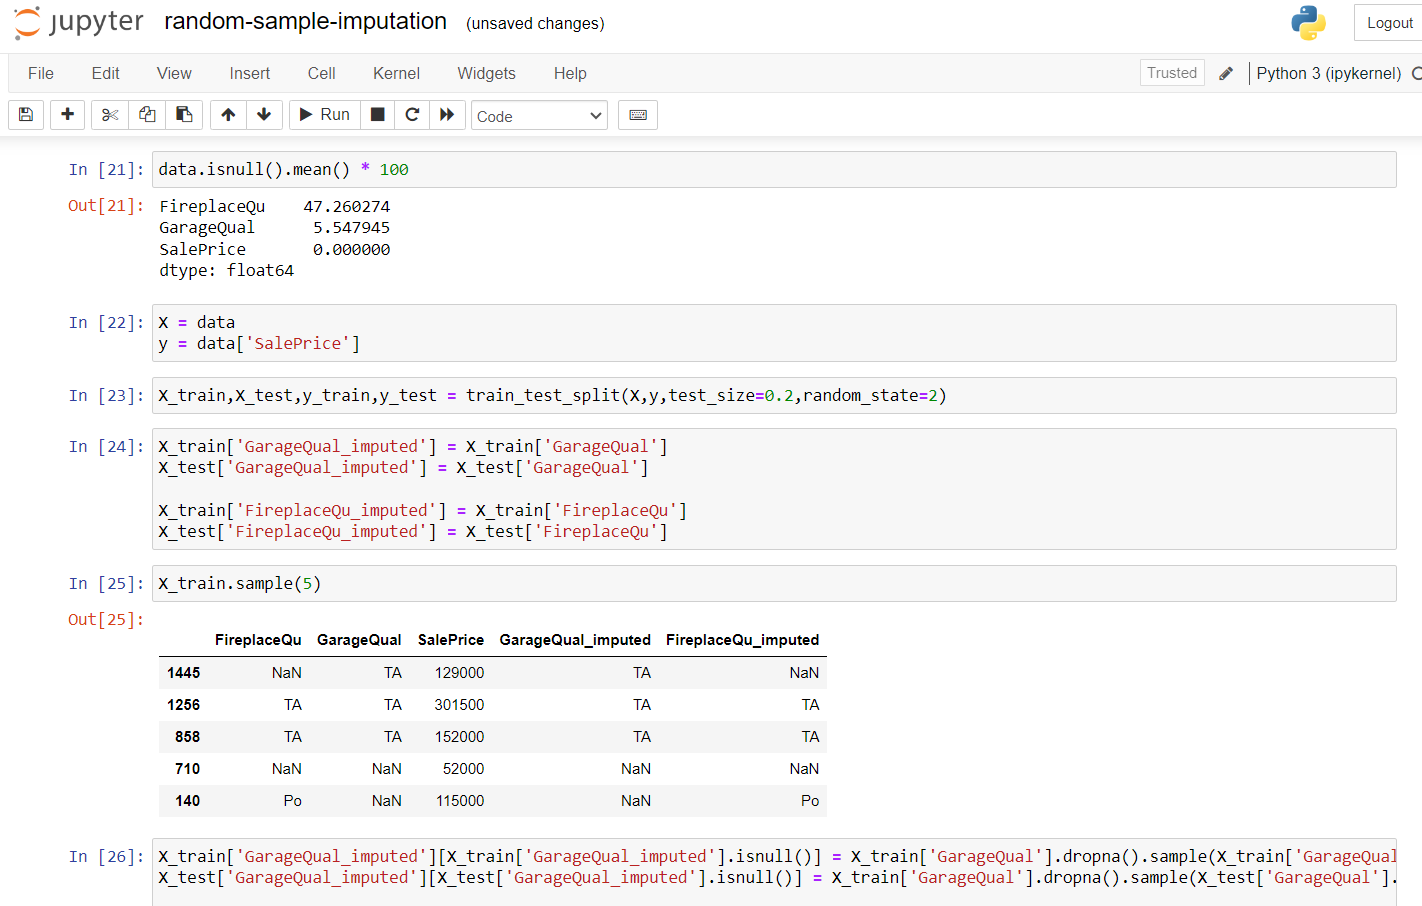 jupyter random-sample-imputation (unsaved changes)
Logout
File Edit View Insert Cell Kernel Widgets Help
Trusted Python 3 (ipykernel)
Run Code
In [21]: data.isnull().mean() * 100
Out[21]: FireplaceQu 47.260274
GarageQual 5.547945
SalePrice 0.000000
dtype: float64
In [22]: X = data
y = data['SalePrice']
In [23]: X_train,X_test,y_train,y_test = train_test_split(X,y,test_size=0.2,random_state=2)
In [24]: X_train['GarageQual_imputed'] = X_train['GarageQual']
X_test['GarageQual_imputed'] = X_test['GarageQual']
X_train['FireplaceQu_imputed'] = X_train['FireplaceQu']
X_test['FireplaceQu_imputed'] = X_test['FireplaceQu']
In [25]: X_train.sample(5)
Out[25]:
FireplaceQu GarageQual SalePrice GarageQual_imputed FireplaceQu_imputed
1445 NaN TA 129000 TA NaN
1256 TA TA 301500 TA TA
858 TA TA 152000 TA TA
710 NaN NaN 52000 NaN NaN
140 Po NaN 115000 NaN Po
In [26]: X_train['GarageQual_imputed'][X_train['GarageQual_imputed'].isnull()] = X_train['GarageQual'].dropna().sample(X_train['GarageQual
X_test['GarageQual_imputed'][X_test['GarageQual_imputed'].isnull()] = X_train['GarageQual'].dropna().sample(X_test['GarageQual'].